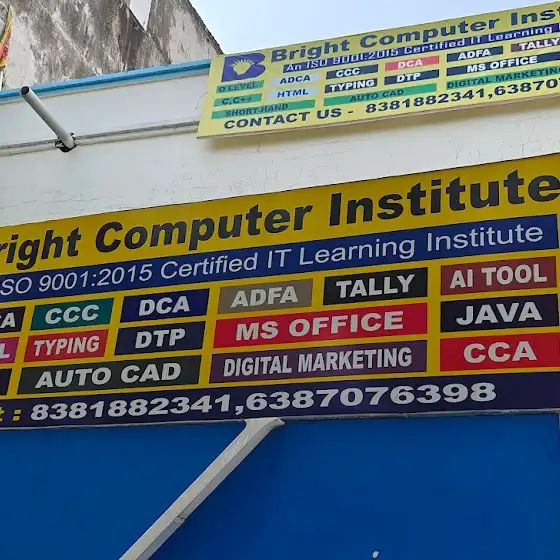 Bright Computer Inst
An ISO 9001:2015 Certified IT Learning
O LEVEL ADCA CCC DCA ADFA TALLY
C,C++ HTML TYPING DTP MS OFFICE
SHORT-HAND AUTO CAD DIGITAL MARKETIN
CONTACT US - 8381882341,63870
right Computer Institute
ISO 9001:2015 Certified IT Learning Institute
CA CCC DCA ADFA TALLY AI TOOL
L TYPING DTP MS OFFICE JAVA
AUTO CAD DIGITAL MARKETING CCA
t : 8381882341,6387076398